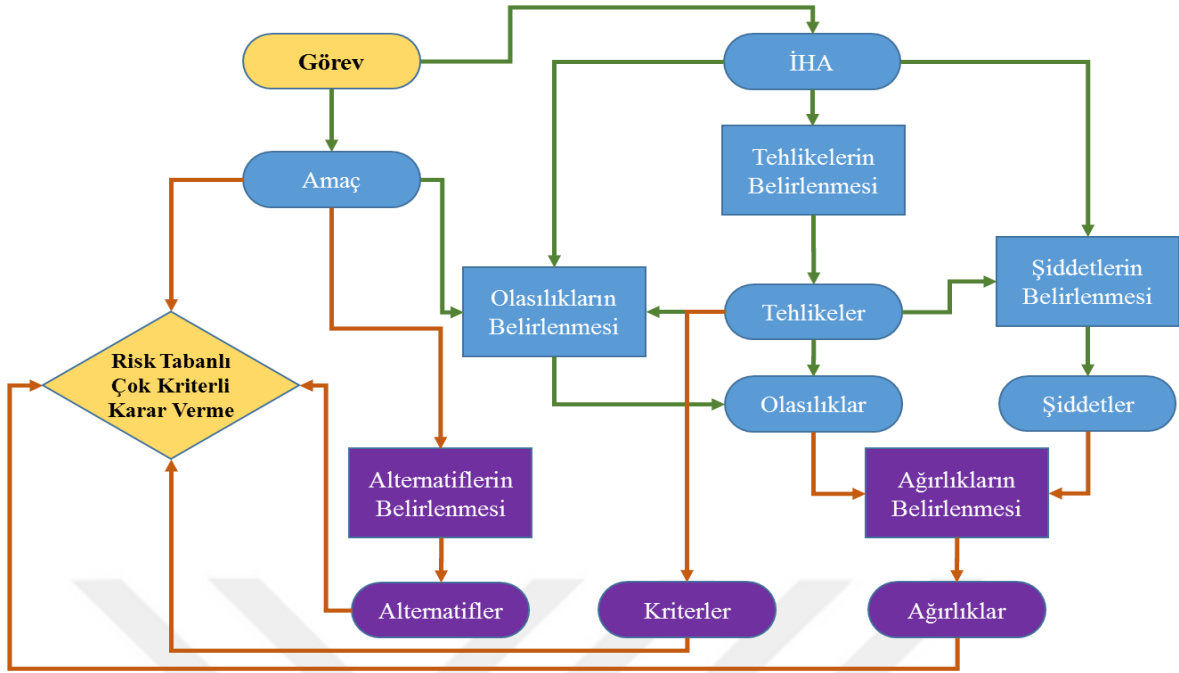 Görev
İHA
Tehlikelerin
Belirlenmesi
Amaç
Olasılıkların
Belirlenmesi
Tehlikeler
Şiddetlerin
Belirlenmesi
Risk Tabanlı
Çok Kriterli
Karar Verme
Olasılıklar
Şiddetler
Alternatiflerin
Belirlenmesi
Ağırlıkların
Belirlenmesi
Alternatifler
Kriterler
Ağırlıklar